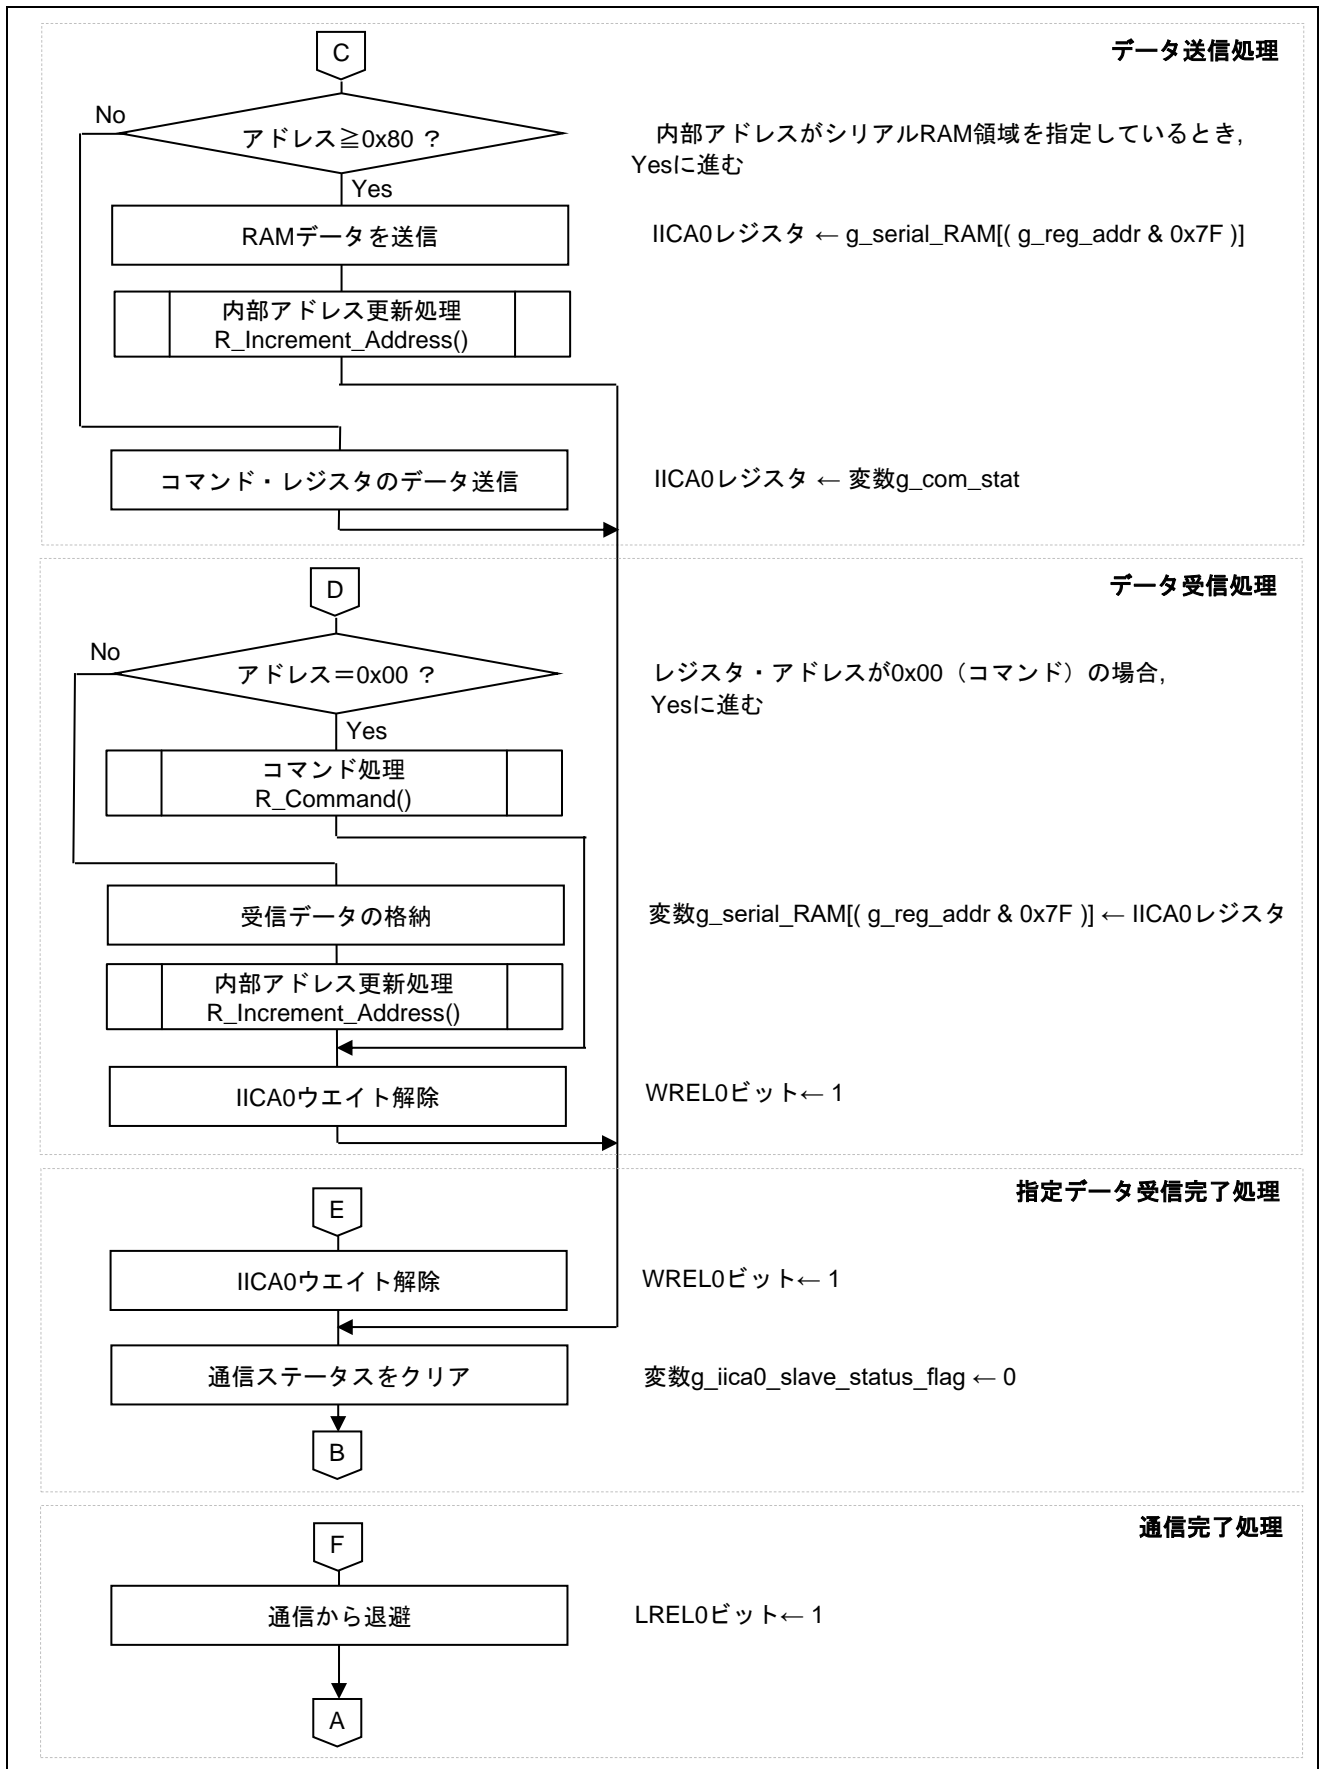 データ送信処理
C
No
アドレス≧0x80 ？
内部アドレスがシリアルRAM領域を指定しているとき,
Yesに進む
Yes
RAMデータを送信
IICA0レジスタ ← g_serial_RAM[( g_reg_addr & 0x7F )]
内部アドレス更新処理
R_Increment_Address()
コマンド・レジスタのデータ送信
IICA0レジスタ ← 変数g_com_stat
データ受信処理
D
No
アドレス＝0x00 ？
レジスタ・アドレスが0x00（コマンド）の場合,
Yesに進む
Yes
コマンド処理
R_Command()
受信データの格納
変数g_serial_RAM[( g_reg_addr & 0x7F )] ← IICA0レジスタ
内部アドレス更新処理
R_Increment_Address()
IICA0ウエイト解除
WREL0ビット← 1
指定データ受信完了処理
E
IICA0ウエイト解除
WREL0ビット← 1
通信ステータスをクリア
変数g_iica0_slave_status_flag ← 0
B
通信完了処理
F
通信から退避
LREL0ビット← 1
A